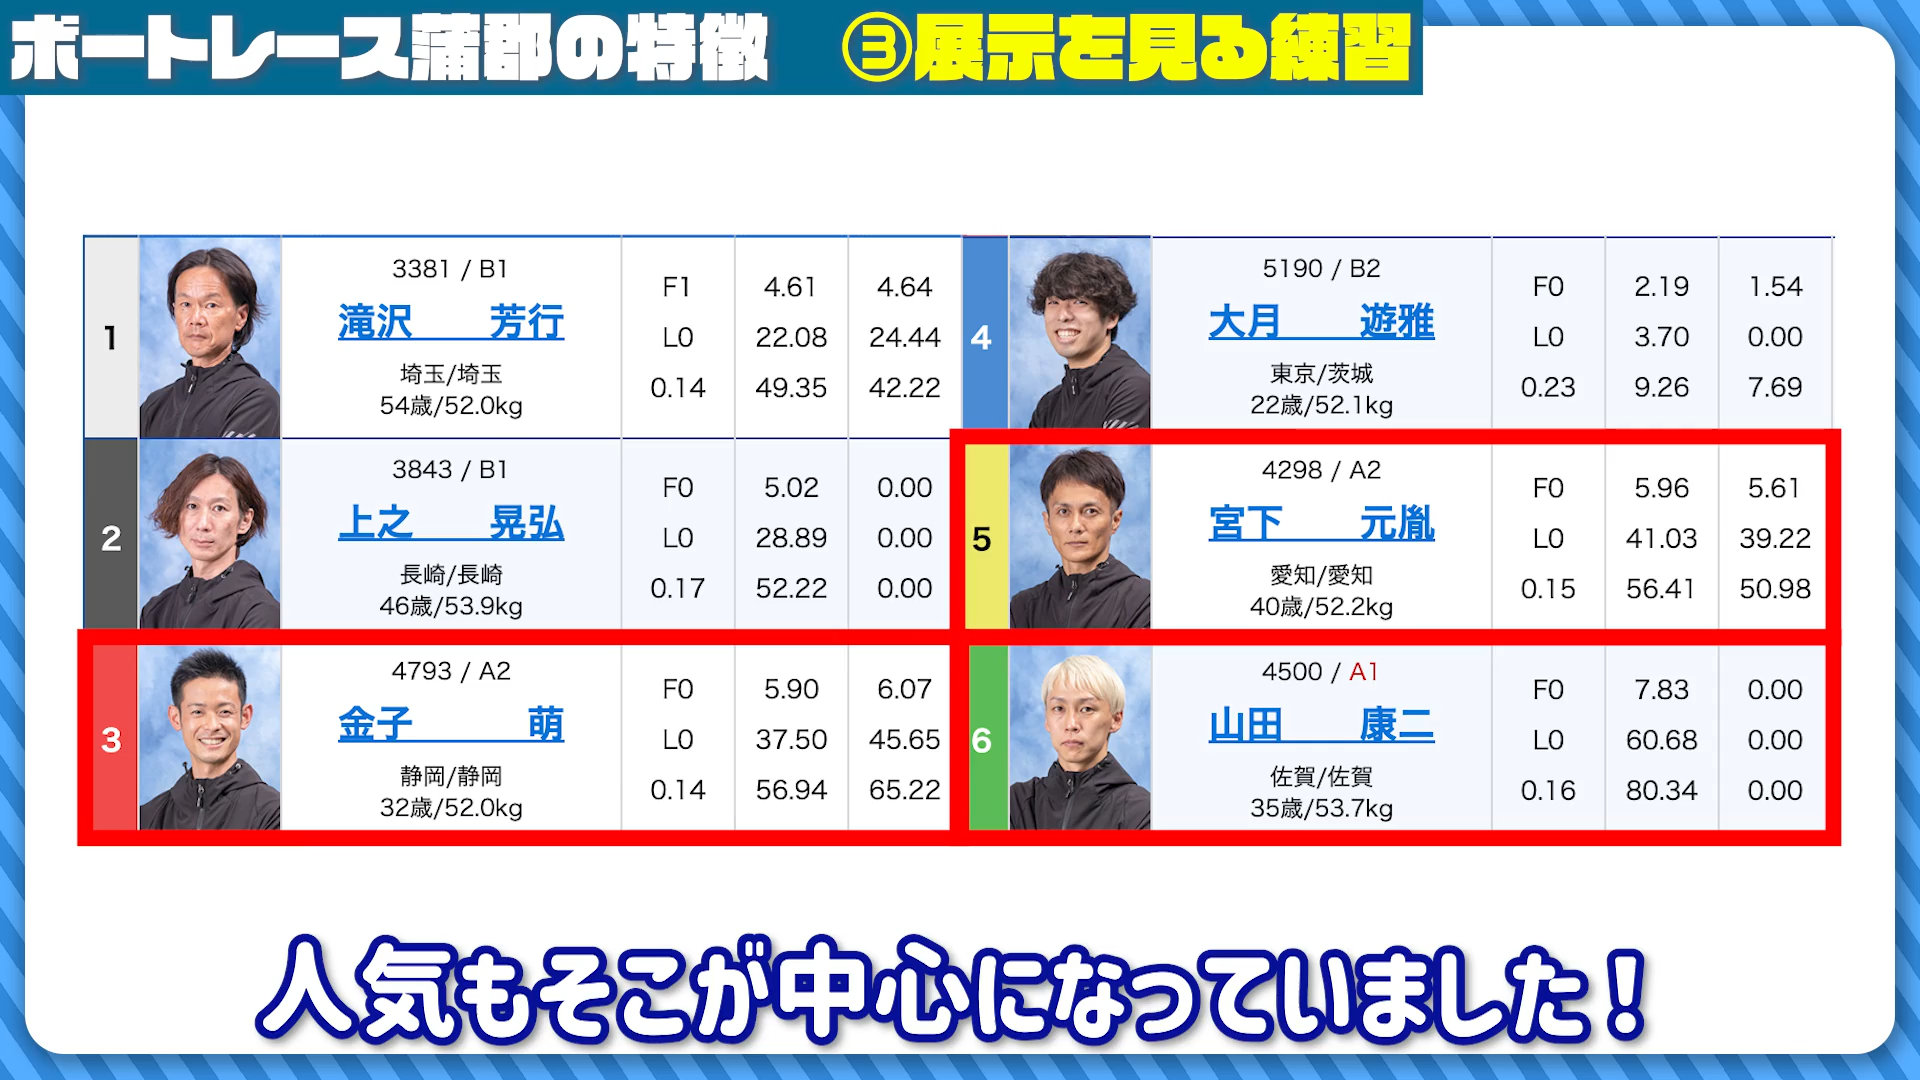 ボートレース蒲郡の特徴　③展示を見る練習
1
3381 / B1
滝沢　　芳行
埼玉/埼玉
54歳/52.0kg
F1
L0
0.14
4.61
22.08
49.35
4.64
24.44
42.22
2
3843 / B1
上之　　晃弘
長崎/長崎
46歳/53.9kg
F0
L0
0.17
5.02
28.89
52.22
0.00
0.00
0.00
3
4793 / A2
金子　　　萌
静岡/静岡
32歳/52.0kg
F0
L0
0.14
5.90
37.50
56.94
6.07
45.65
65.22
4
5190 / B2
大月　　遊雅
東京/茨城
22歳/52.1kg
F0
L0
0.23
2.19
3.70
9.26
1.54
0.00
7.69
5
4298 / A2
宮下　　元胤
愛知/愛知
40歳/52.2kg
F0
L0
0.15
5.96
41.03
56.41
5.61
39.22
50.98
6
4500 / A1
山田　　康二
佐賀/佐賀
35歳/53.7kg
F0
L0
0.16
7.83
60.68
80.34
0.00
0.00
0.00
人気もそこが中心になっていました！